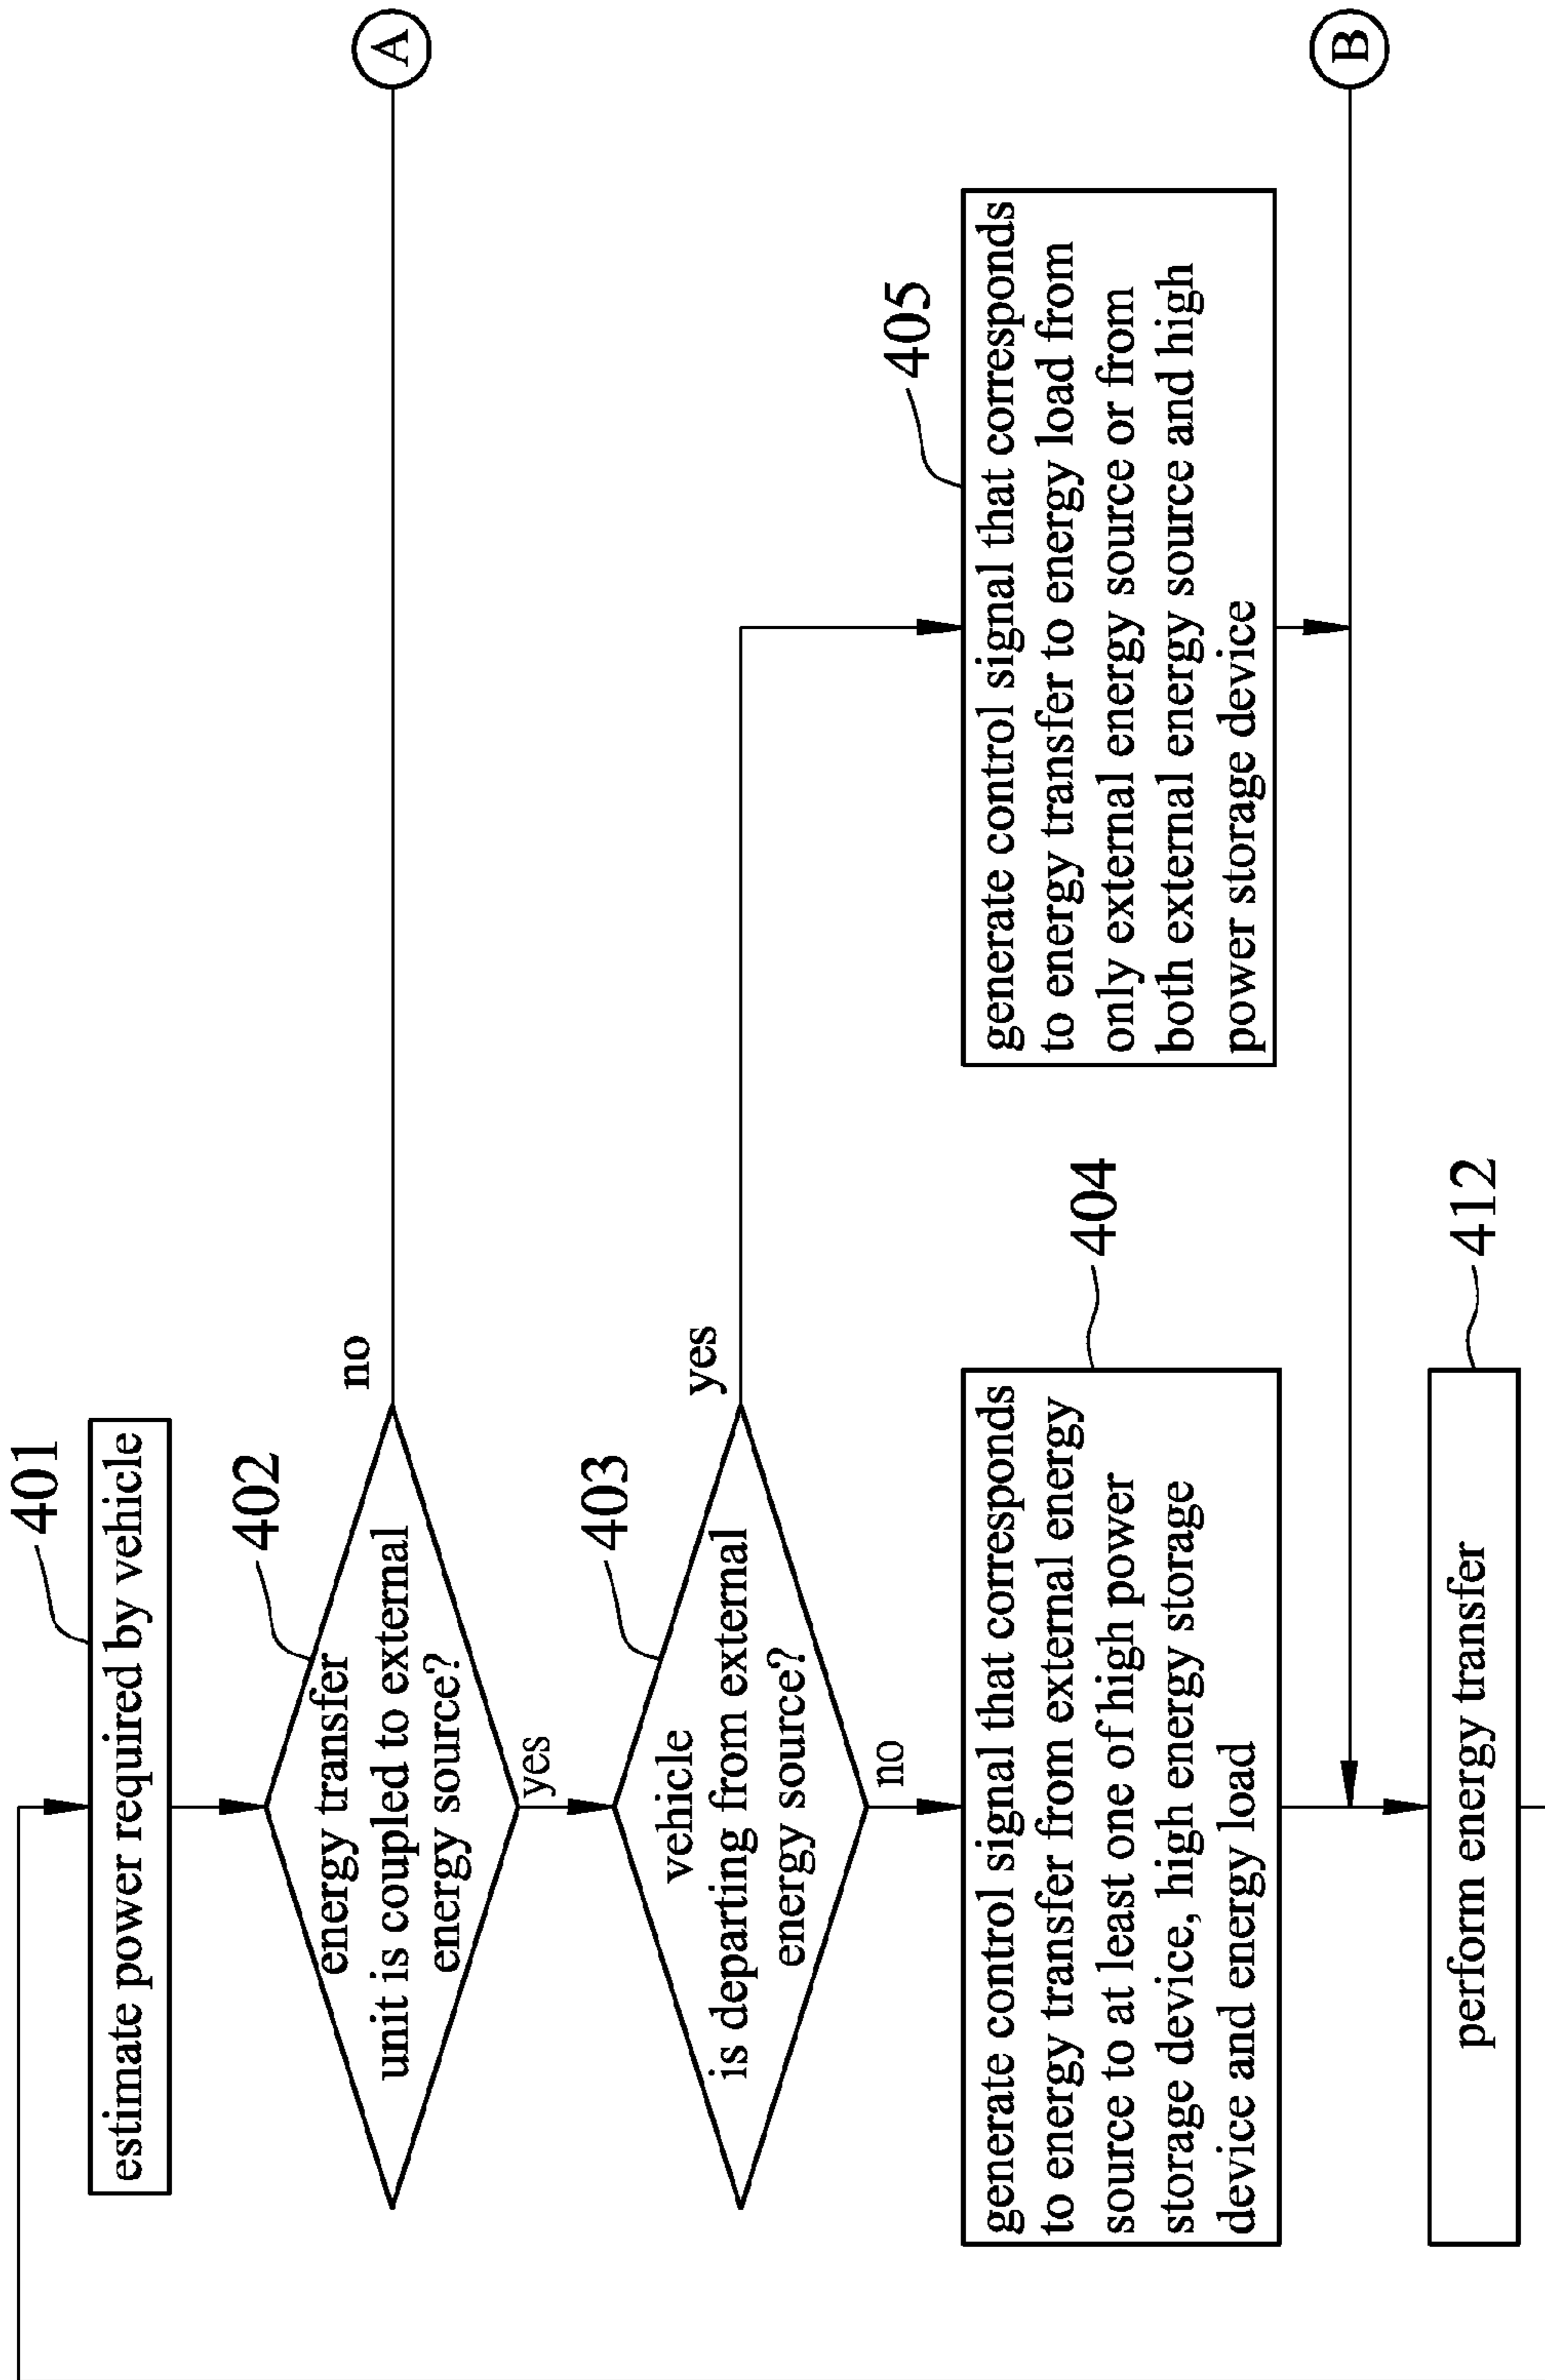 401
estimate power required by vehicle
402
energy transfer
unit is coupled to external
energy source?
no
A
yes
403
vehicle
is departing from external
energy source?
yes
no
404
generate control signal that corresponds
to energy transfer from external energy
source to at least one of high power
storage device, high energy storage
device and energy load
405
generate control signal that corresponds
to energy transfer to energy load from
only external energy source or from
both external energy source and high
power storage device
B
412
perform energy transfer